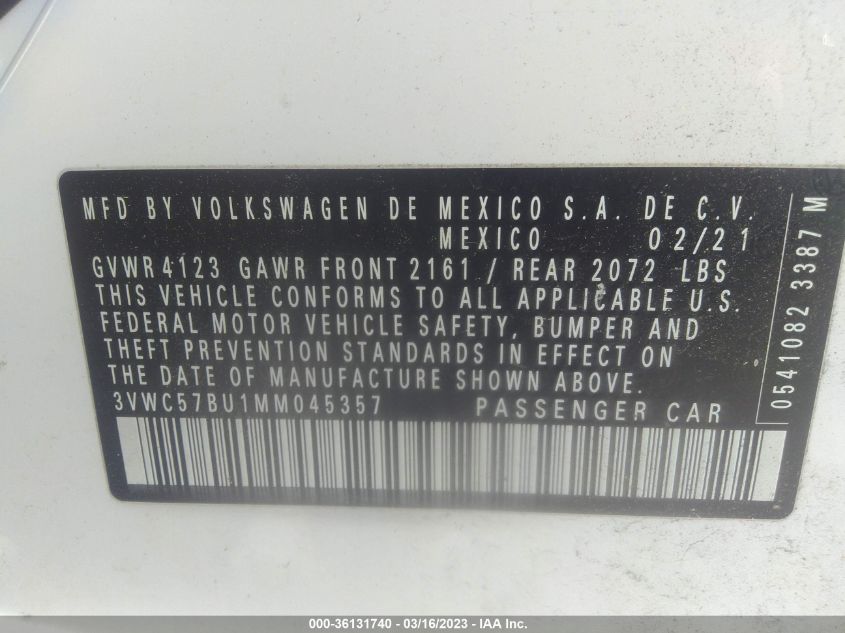 MFD BY VOLKSWAGEN DE MEXICO S.A. DE C.V.
MEXICO 02/21
GVWR 4123 GAWR FRONT 2161 / REAR 2072 LBS
THIS VEHICLE CONFORMS TO ALL APPLICABLE U.S.
FEDERAL MOTOR VEHICLE SAFETY, BUMPER AND
THEFT PREVENTION STANDARDS IN EFFECT ON
THE DATE OF MANUFACTURE SHOWN ABOVE.
3VWC57BU1MM045357 PASSENGER CAR
0541082 3387 M
000-36131740 - 03/16/2023 - IAA Inc.